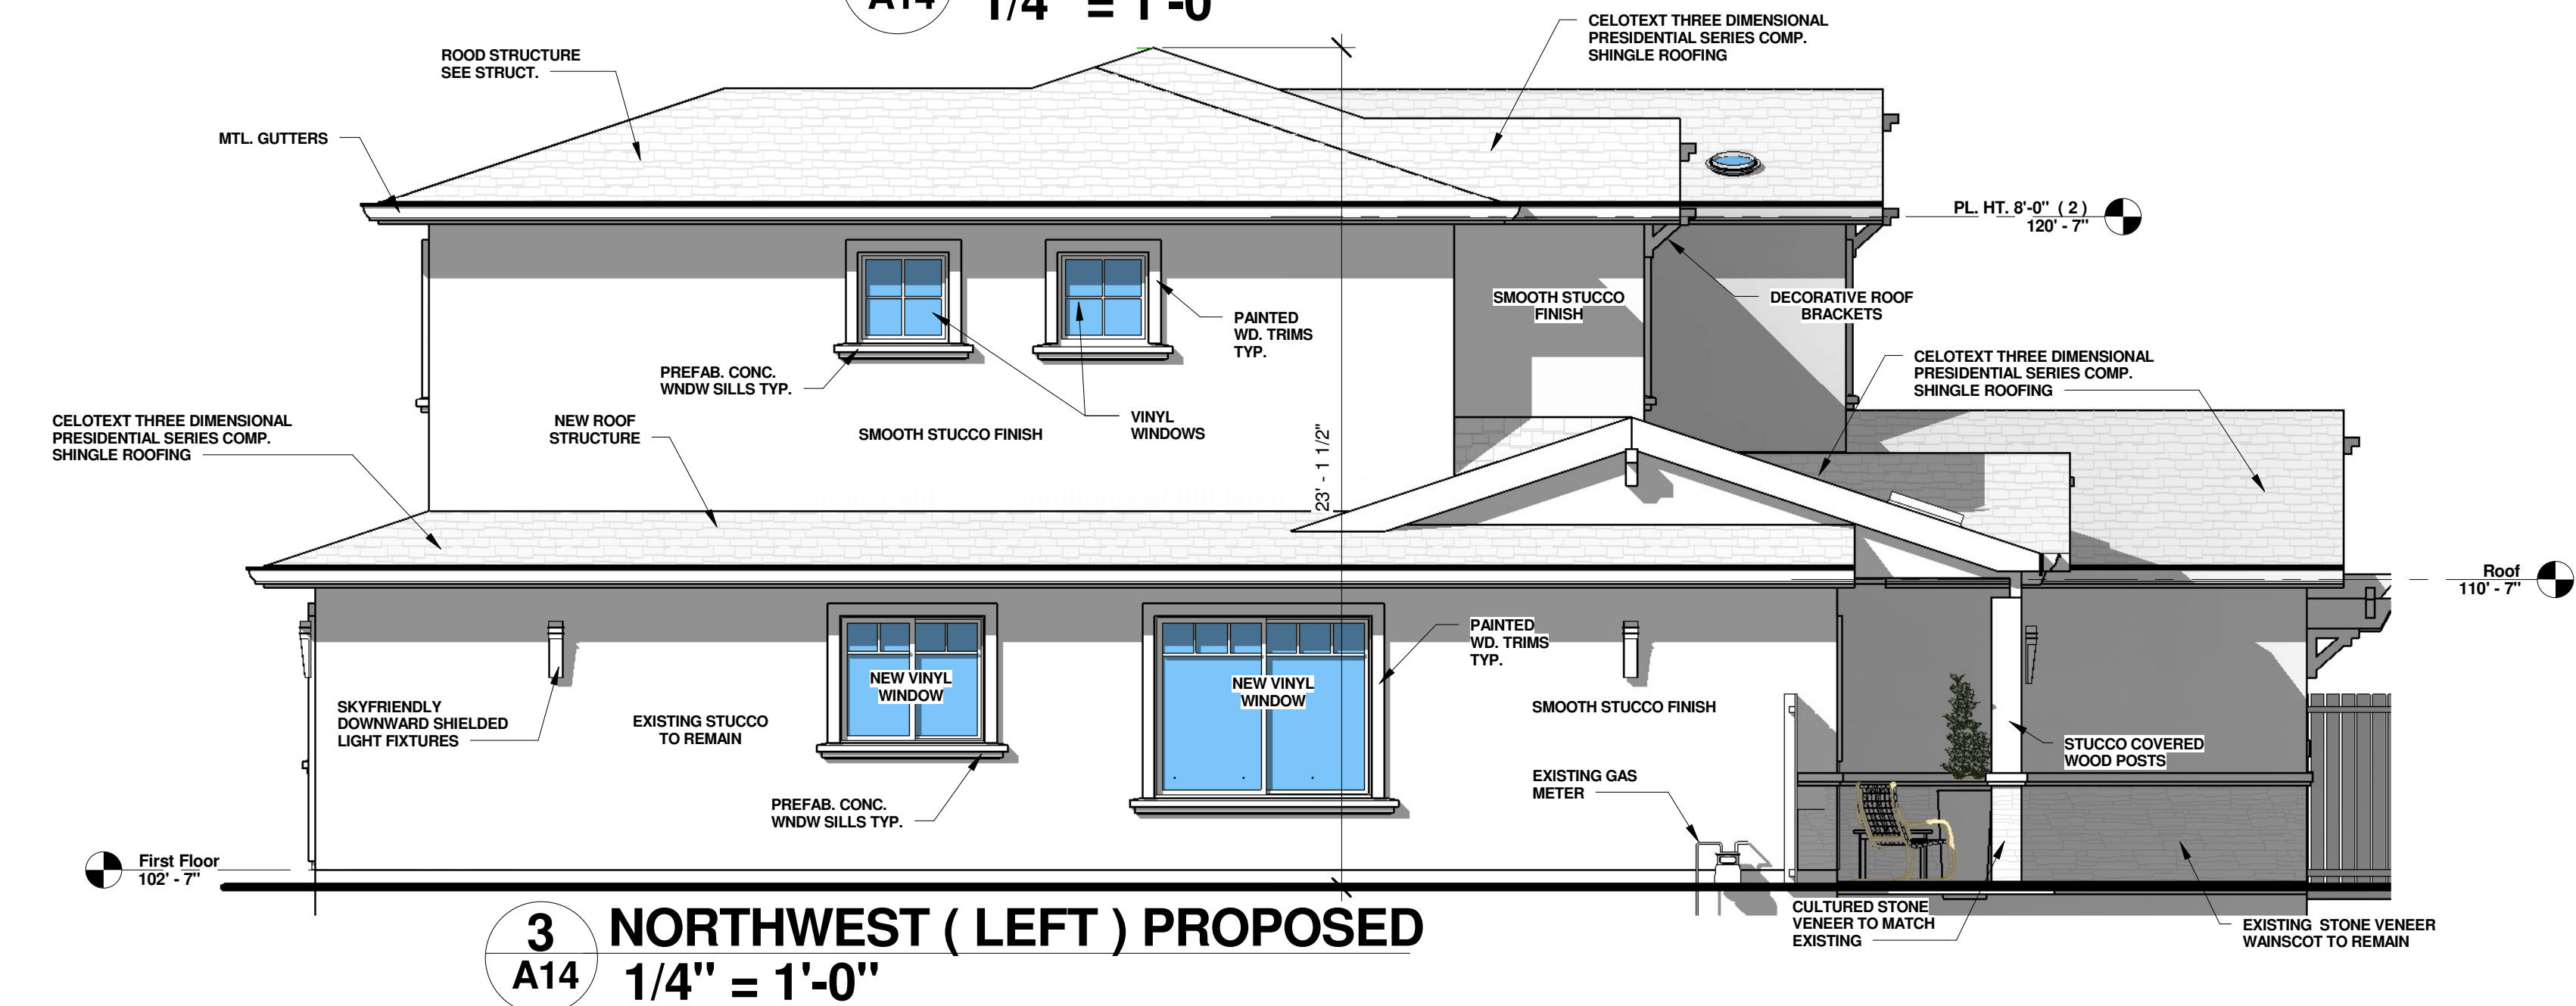 A14
1/4" = 1'-0"
CELOTEXT THREE DIMENSIONAL
PRESIDENTIAL SERIES COMP.
SHINGLE ROOFING
ROOD STRUCTURE
SEE STRUCT.
MTL. GUTTERS
PL. HT. 8'-0" ( 2 )
120' - 7"
SMOOTH STUCCO
FINISH
DECORATIVE ROOF
BRACKETS
PAINTED
WD. TRIMS
TYP.
PREFAB. CONC.
WNDW SILLS TYP.
CELOTEXT THREE DIMENSIONAL
PRESIDENTIAL SERIES COMP.
SHINGLE ROOFING
CELOTEXT THREE DIMENSIONAL
PRESIDENTIAL SERIES COMP.
SHINGLE ROOFING
NEW ROOF
STRUCTURE
SMOOTH STUCCO FINISH
VINYL
WINDOWS
23' - 1 1/2"
Roof
110' - 7"
PAINTED
WD. TRIMS
TYP.
NEW VINYL
WINDOW
NEW VINYL
WINDOW
SKYFRIENDLY
DOWNWARD SHIELDED
LIGHT FIXTURES
EXISTING STUCCO
TO REMAIN
SMOOTH STUCCO FINISH
STUCCO COVERED
WOOD POSTS
EXISTING GAS
METER
PREFAB. CONC.
WNDW SILLS TYP.
First Floor
102' - 7"
CULTURED STONE
VENEER TO MATCH
EXISTING
EXISTING STONE VENEER
WAINSCOT TO REMAIN
3
A14
NORTHWEST ( LEFT ) PROPOSED
1/4" = 1'-0"